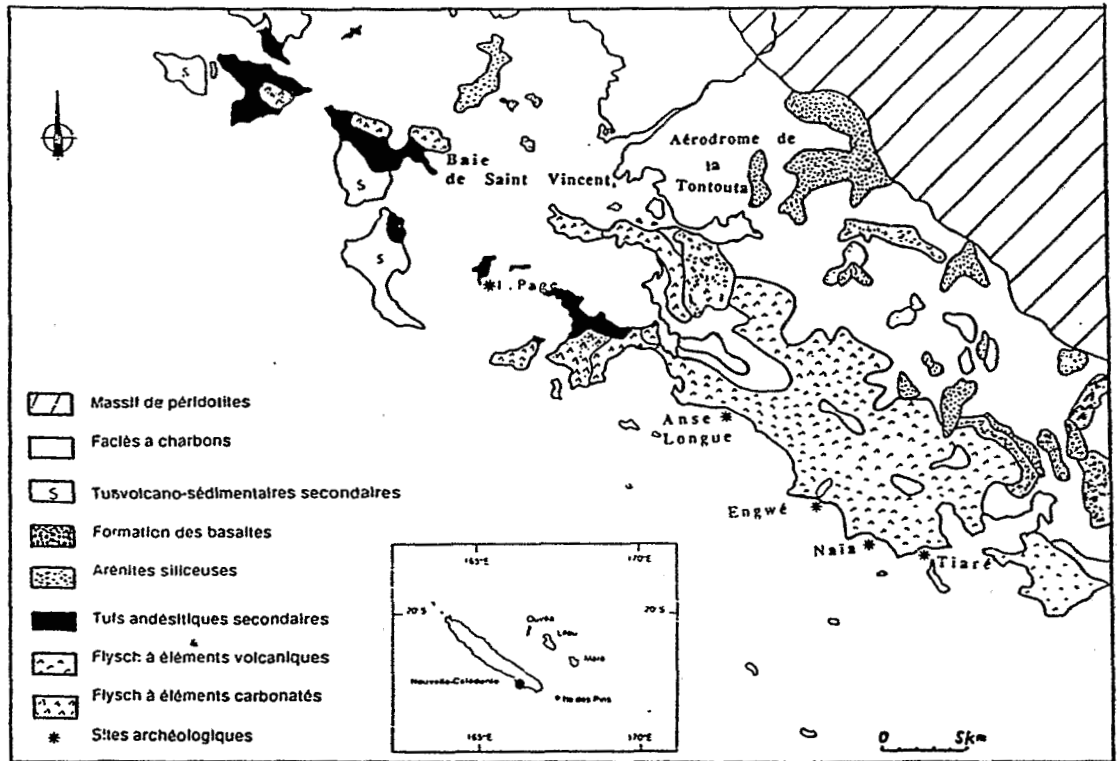 S
Aérodrome de
la
Tontouta
Baie
de Saint Vincent
S
S
I. Pagé
Anse
Longue
Engwé
Naïa
Tiaré
Massif de péridotites
Faciès a charbons
S Tufs volcano-sédimentaires secondaires
Formation des basaltes
Arénites siliceuses
Tufs andésitiques secondaires
Flysch à éléments volcaniques
Flysch à éléments carbonatés
Sites archéologiques
165°E
170°E
20°S
20°S
Ouvéa
Lifou
Maré
Nouvelle-Calédonie
Ile des Pins
165°E
170°E
0 5km